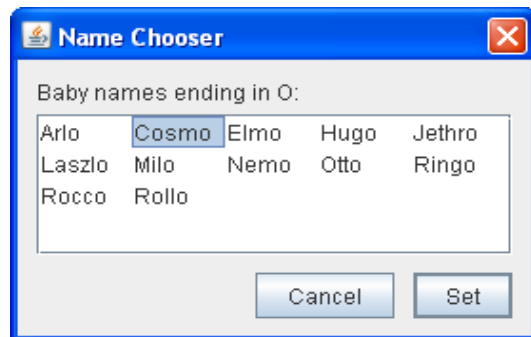 Name Chooser
Baby names ending in O:
Arlo Cosmo Elmo Hugo Jethro
Laszlo Milo Nemo Otto Ringo
Rocco Rollo
Cancel Set